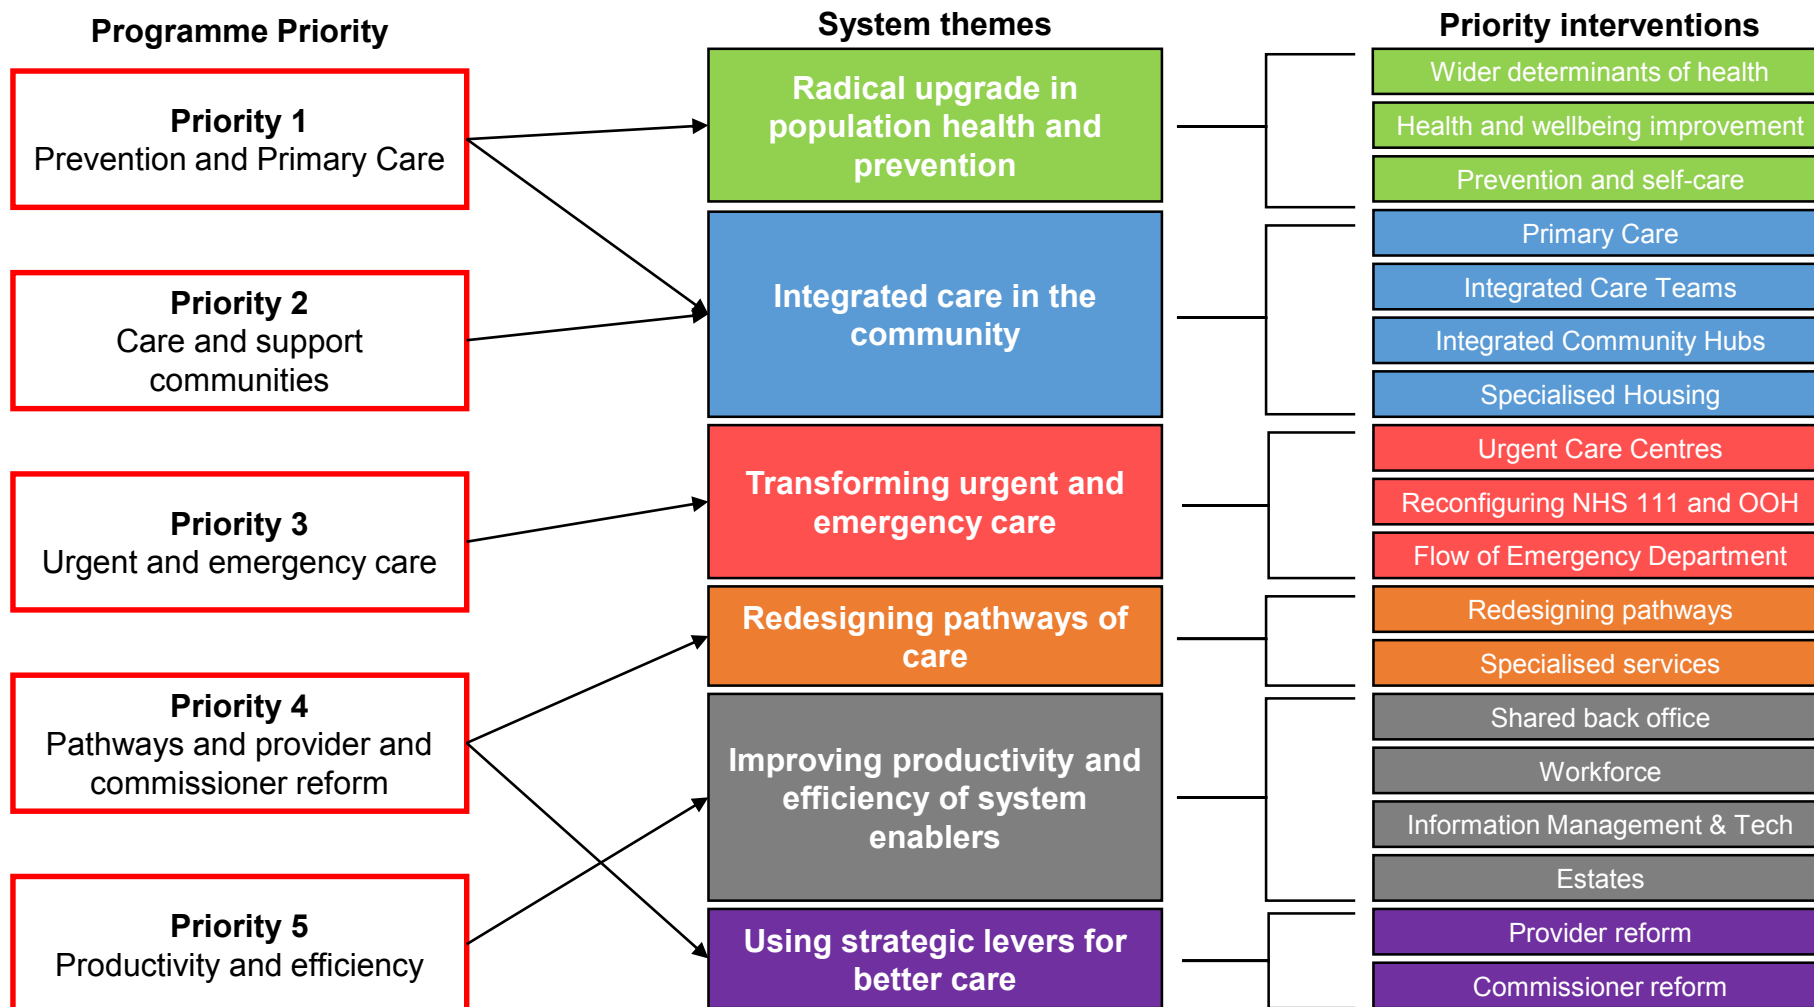 Programme Priority
System themes
Priority interventions
Priority 1
Prevention and Primary Care
Priority 2
Care and support
communities
Priority 3
Urgent and emergency care
Priority 4
Pathways and provider and
commissioner reform
Priority 5
Productivity and efficiency
Radical upgrade in
population health and
prevention
Integrated care in the
community
Transforming urgent and
emergency care
Redesigning pathways of
care
Improving productivity and
efficiency of system
enablers
Using strategic levers for
better care
Wider determinants of health
Health and wellbeing improvement
Prevention and self-care
Primary Care
Integrated Care Teams
Integrated Community Hubs
Specialised Housing
Urgent Care Centres
Reconfiguring NHS 111 and OOH
Flow of Emergency Department
Redesigning pathways
Specialised services
Shared back office
Workforce
Information Management & Tech
Estates
Provider reform
Commissioner reform